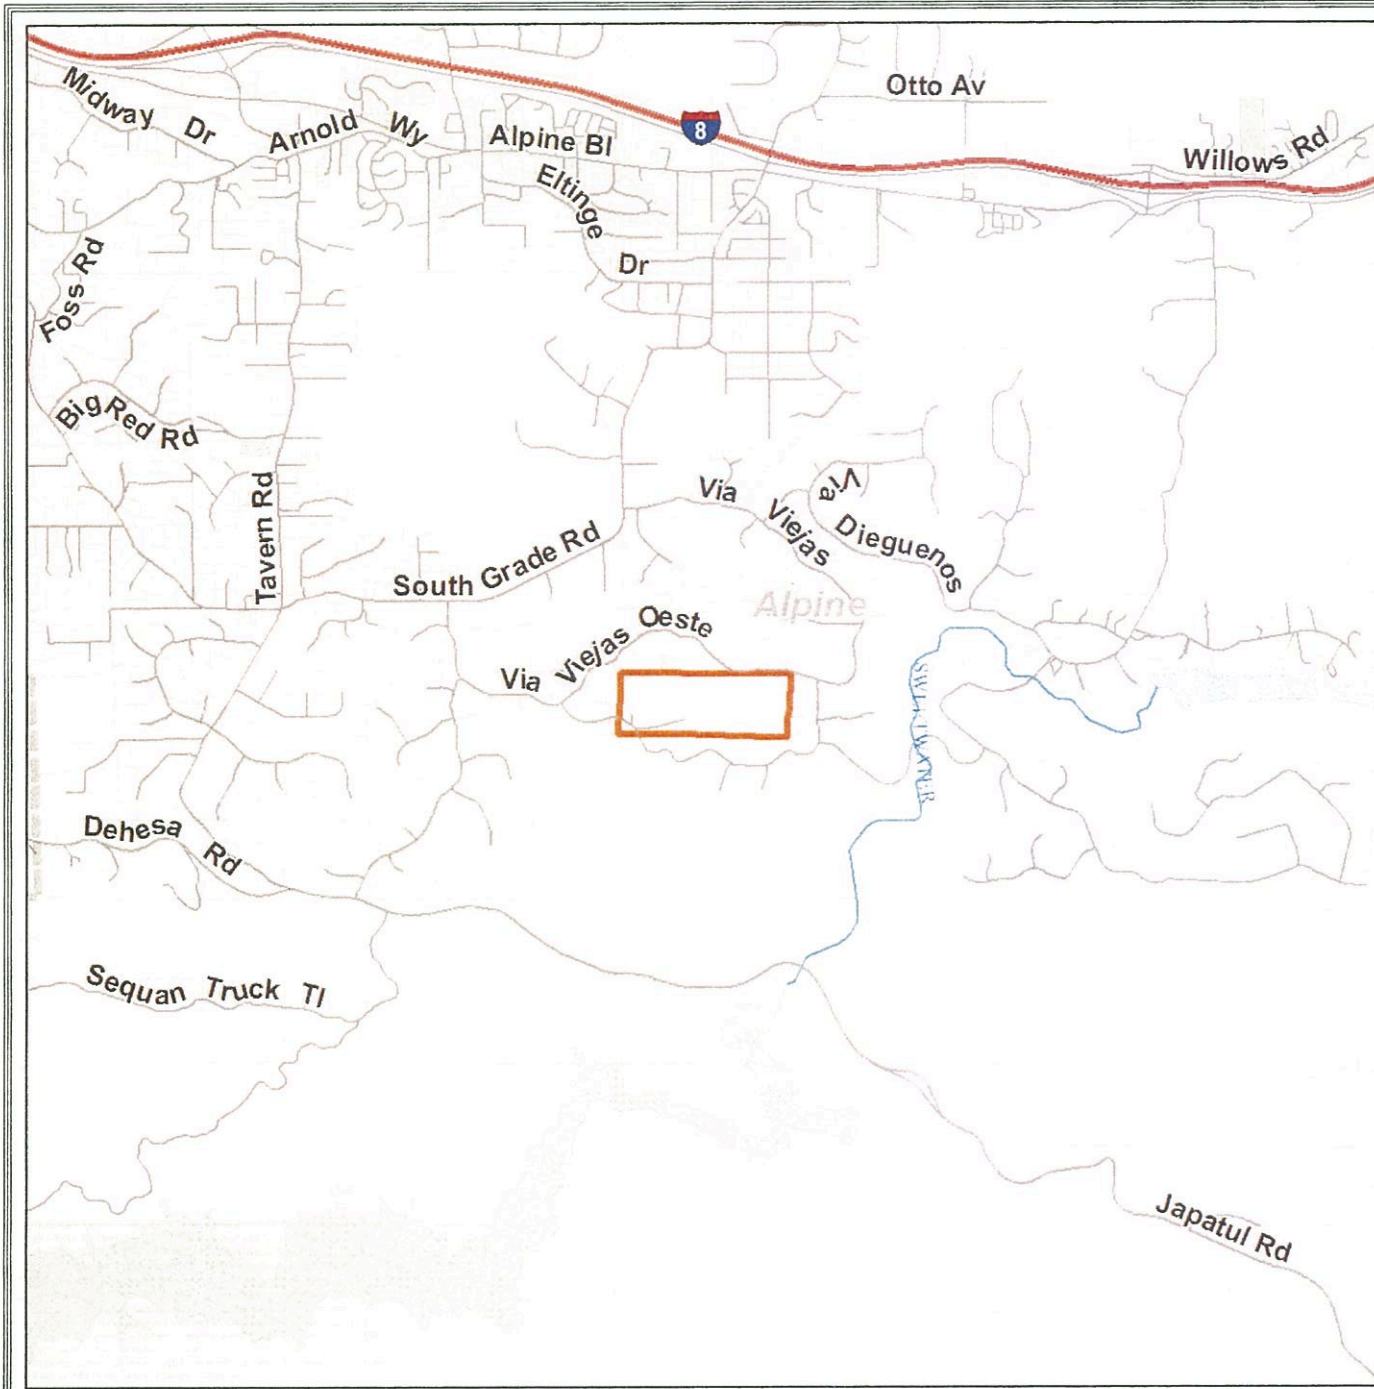 Otto Av
Midway Dr
Arnold Wy
Alpine Bl
8
Willows Rd
Eltinge Dr
Foss Rd
Big Red Rd
Tavern Rd
Via Viejas
Via Dieguenos
South Grade Rd
Alpine
Via Viejas Oeste
Dehesa Rd
Sequan Truck Tl
Japatul Rd